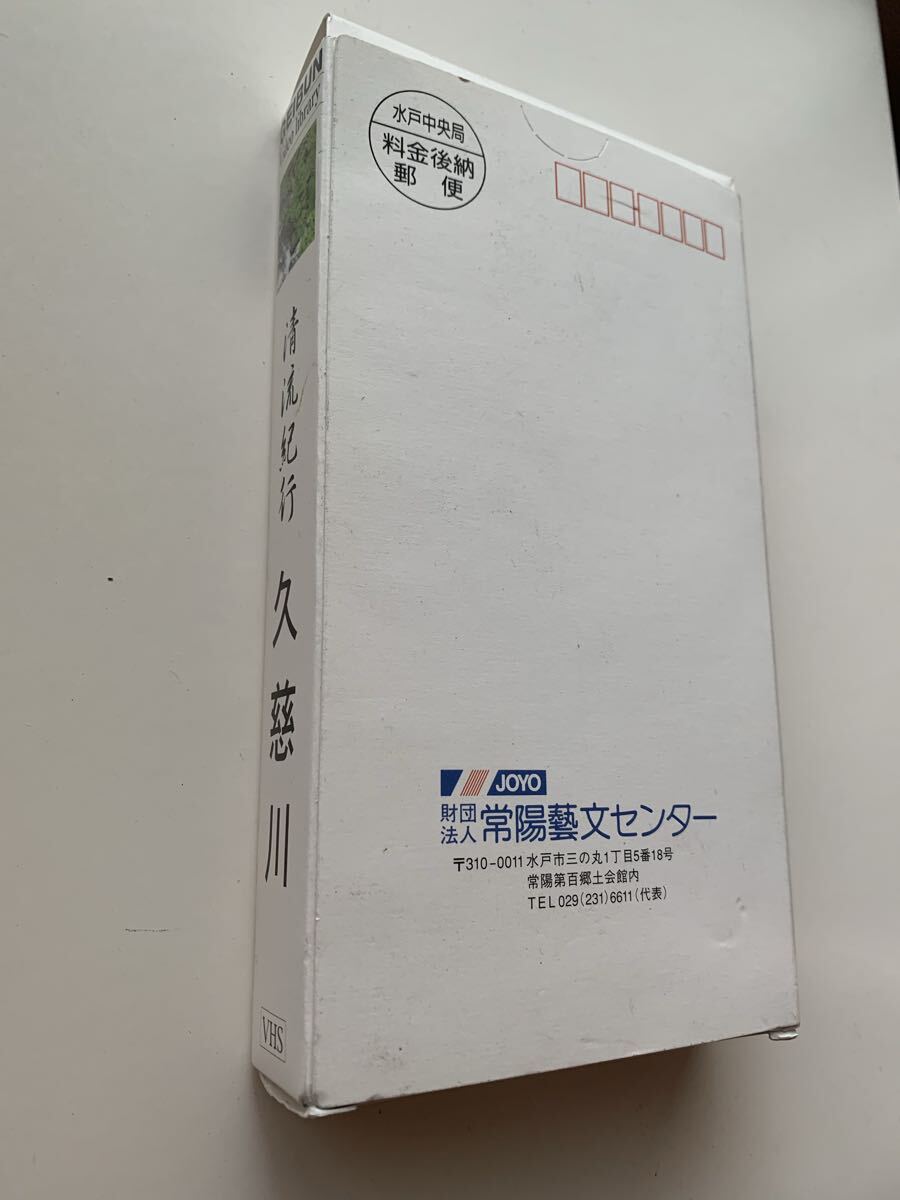 水戸中央局
料金後納
郵便
清流紀行 久慈川
VHS
JOYO
財団法人 常陽藝文センター
〒310-0011 水戸市三の丸1丁目5番18号
常陽第百郷土会館内
TEL 029(231)6611(代表)